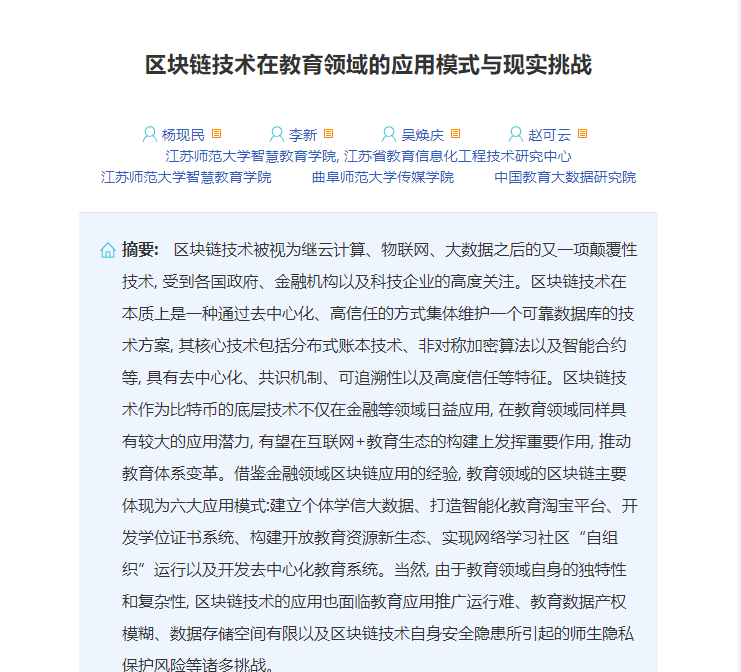 区块链技术在教育领域的应用模式与现实挑战
杨现民 李新 吴焕庆 赵可云
江苏师范大学智慧教育学院, 江苏省教育信息化工程技术研究中心
江苏师范大学智慧教育学院 曲阜师范大学传媒学院 中国教育大数据研究院
摘要: 区块链技术被视为继云计算、物联网、大数据之后的又一项颠覆性
技术, 受到各国政府、金融机构以及科技企业的高度关注。区块链技术在
本质上是一种通过去中心化、高信任的方式集体维护一个可靠数据库的技
术方案, 其核心技术包括分布式账本技术、非对称加密算法以及智能合约
等, 具有去中心化、共识机制、可追溯性以及高度信任等特征。区块链技
术作为比特币的底层技术不仅在金融等领域日益应用, 在教育领域同样具
有较大的应用潜力, 有望在互联网+教育生态的构建上发挥重要作用, 推动
教育体系变革。借鉴金融领域区块链应用的经验, 教育领域的区块链主要
体现为六大应用模式:建立个体学信大数据、打造智能化教育淘宝平台、开
发学位证书系统、构建开放教育资源新生态、实现网络学习社区“自组
织”运行以及开发去中心化教育系统。当然, 由于教育领域自身的独特性
和复杂性, 区块链技术的应用也面临教育应用推广运行难、教育数据产权
模糊、数据存储空间有限以及区块链技术自身安全隐患所引起的师生隐私
保护风险等诸多挑战。